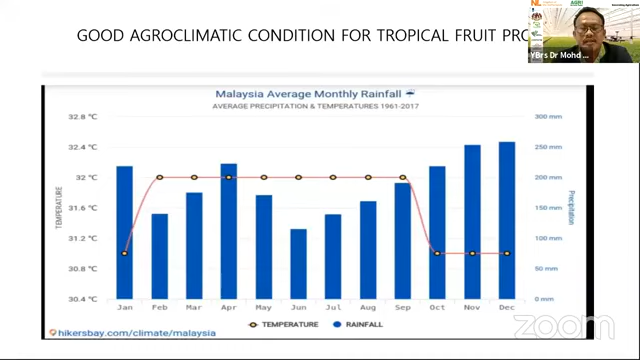 GOOD AGROCLIMATIC CONDITION FOR TROPICAL FRUIT PRO
YBrs Dr Mohd
Malaysia Average Monthly Rainfall
AVERAGE PRECIPITATION & TEMPERATURES 1961-2017
32.8 °C
32.4 °C
32 °C
31.6 °C
31.2 °C
30.8 °C
30.4 °C
TEMPERATURE
300 mm
250 mm
200 mm
150 mm
100 mm
50 mm
0 mm
Precipitation
Jan Feb Mar Apr May Jun Jul Aug Sep Oct Nov Dec
TEMPERATURE RAINFALL
hikersbay.com/climate/malaysia
zoom